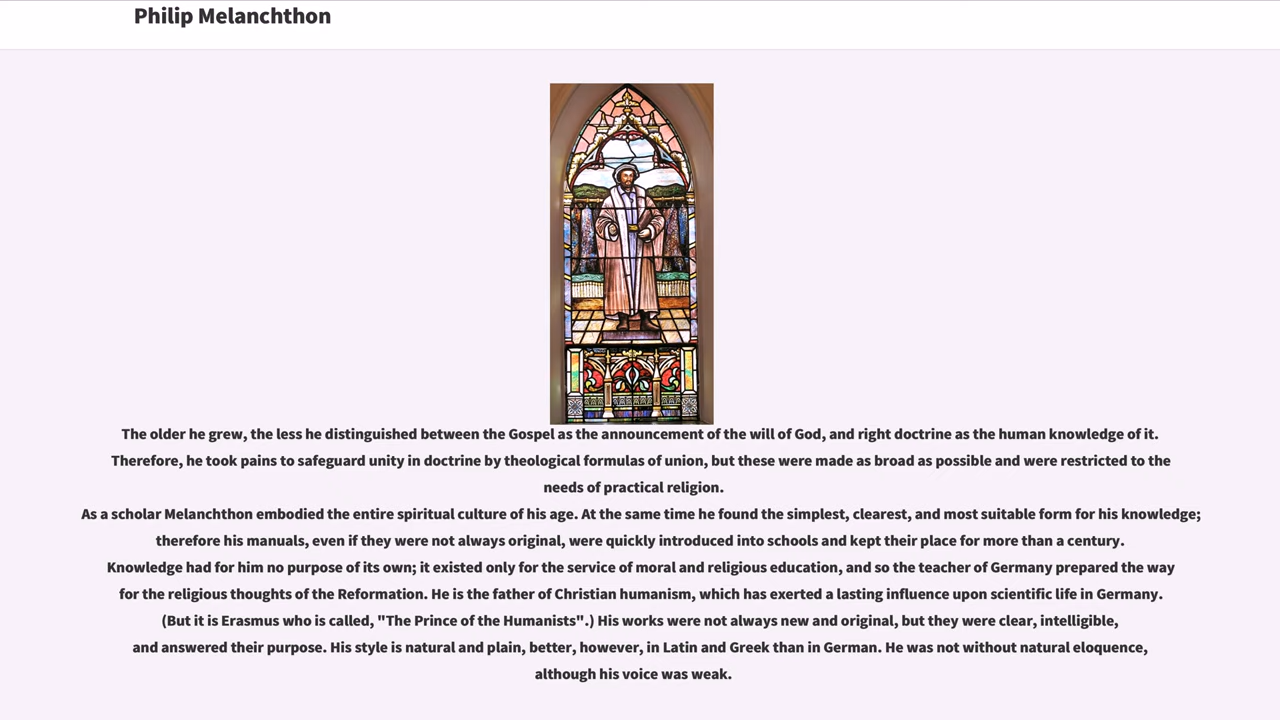 Philip Melanchthon
The older he grew, the less he distinguished between the Gospel as the announcement of the will of God, and right doctrine as the human knowledge of it.
Therefore, he took pains to safeguard unity in doctrine by theological formulas of union, but these were made as broad as possible and were restricted to the
needs of practical religion.
As a scholar Melanchthon embodied the entire spiritual culture of his age. At the same time he found the simplest, clearest, and most suitable form for his knowledge;
therefore his manuals, even if they were not always original, were quickly introduced into schools and kept their place for more than a century.
Knowledge had for him no purpose of its own; it existed only for the service of moral and religious education, and so the teacher of Germany prepared the way
for the religious thoughts of the Reformation. He is the father of Christian humanism, which has exerted a lasting influence upon scientific life in Germany.
(But it is Erasmus who is called, "The Prince of the Humanists".) His works were not always new and original, but they were clear, intelligible,
and answered their purpose. His style is natural and plain, better, however, in Latin and Greek than in German. He was not without natural eloquence,
although his voice was weak.